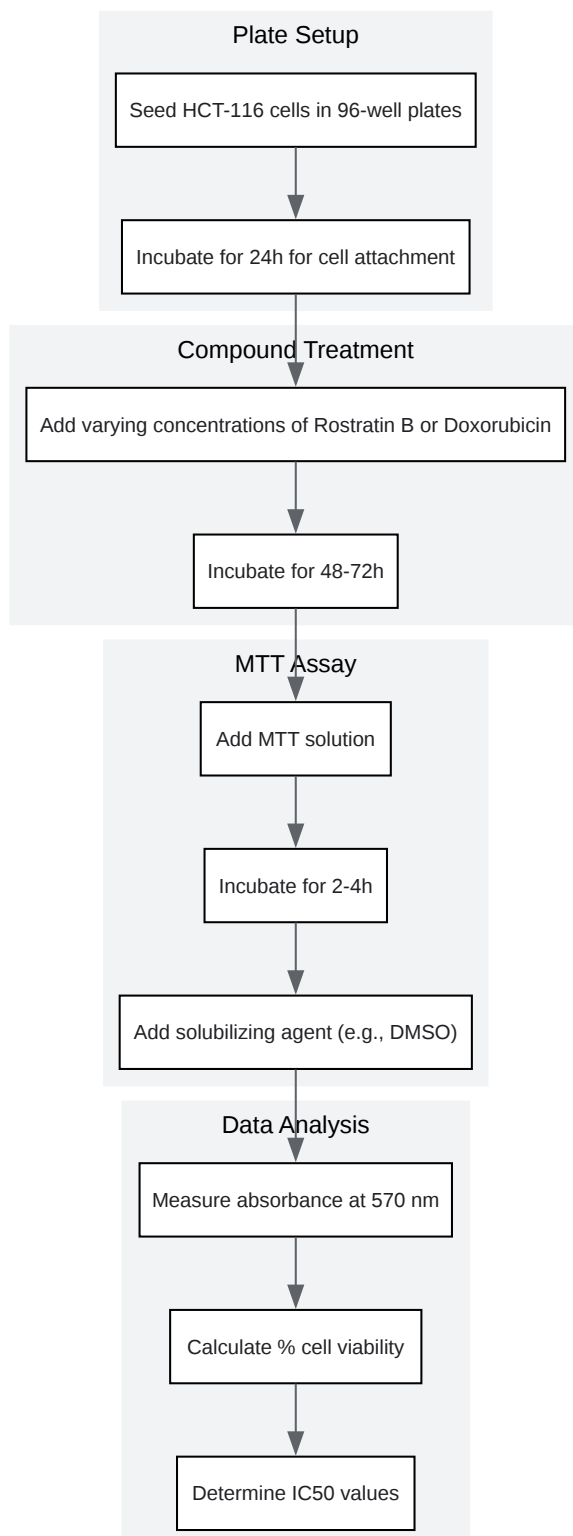 Plate Setup
Seed HCT-116 cells in 96-well plates
Incubate for 24h for cell attachment
Compound Treatment
Add varying concentrations of Rostratin B or Doxorubicin
Incubate for 48-72h
MTT Assay
Add MTT solution
Incubate for 2-4h
Add solubilizing agent (e.g., DMSO)
Data Analysis
Measure absorbance at 570 nm
Calculate % cell viability
Determine IC50 values